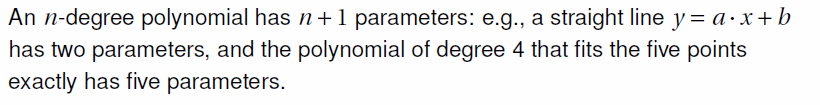 An n-degree polynomial has n + 1 parameters: e.g., a straight line y = a · x + b
has two parameters, and the polynomial of degree 4 that fits the five points
exactly has five parameters.